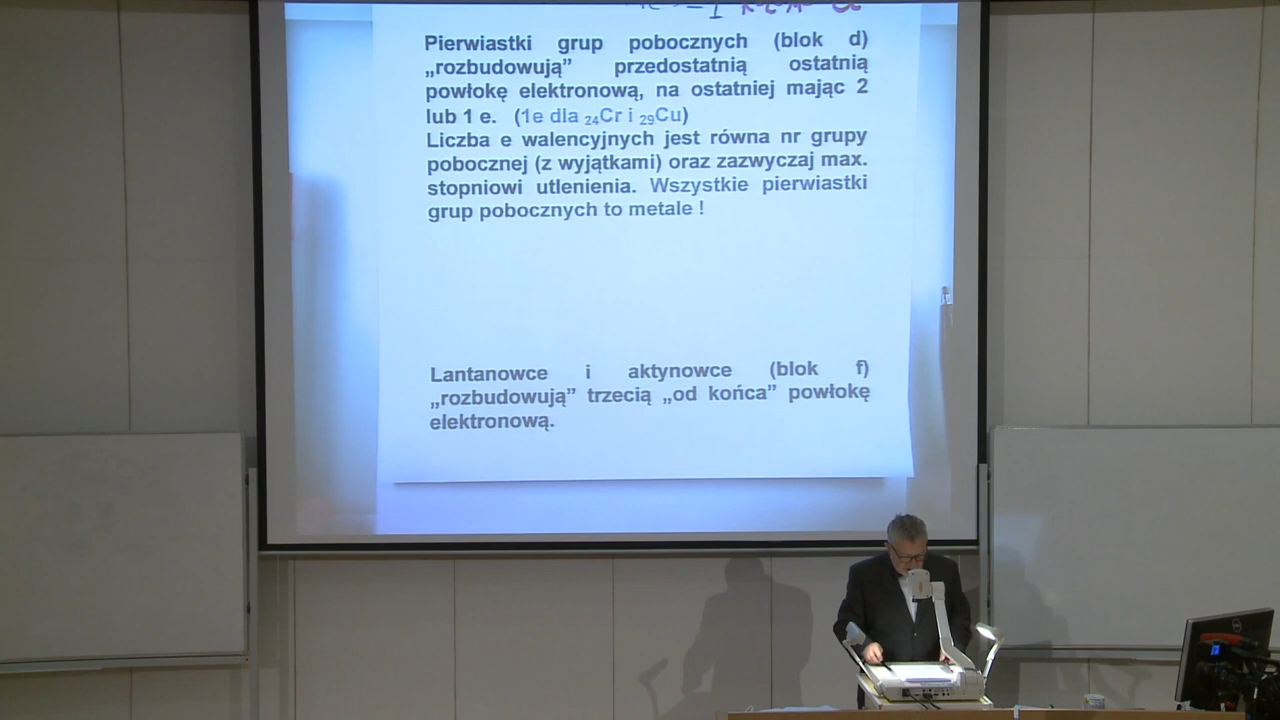 Pierwiastki grup pobocznych (blok d)
„rozbudowują” przedostatnią ostatnią
powłokę elektronową, na ostatniej mając 2
lub 1 e. (1e dla ₂₄Cr i ₂₉Cu)
Liczba e walencyjnych jest równa nr grupy
pobocznej (z wyjątkami) oraz zazwyczaj max.
stopniowi utlenienia. Wszystkie pierwiastki
grup pobocznych to metale !
Lantanowce i aktynowce (blok f)
„rozbudowują” trzecią „od końca” powłokę
elektronową.